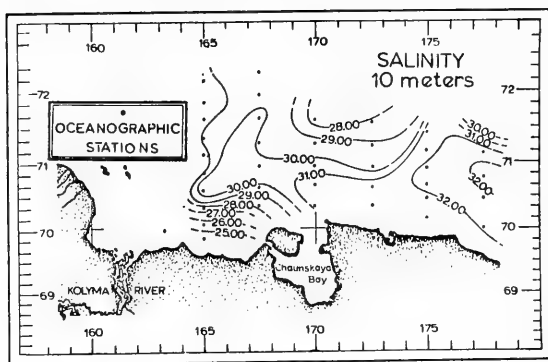 160 165 170 175
SALINITY
10 meters
72
72
OCEANOGRAPHIC
STATIONS
28.00
29.00
30.00
31.00
30.00
31.00
32.00
32.00
71
71
30.00
29.00
28.00
27.00
26.00
25.00
70
70
Chaunskaya
Bay
KOLYMA RIVER
69
69
160 165 170 175